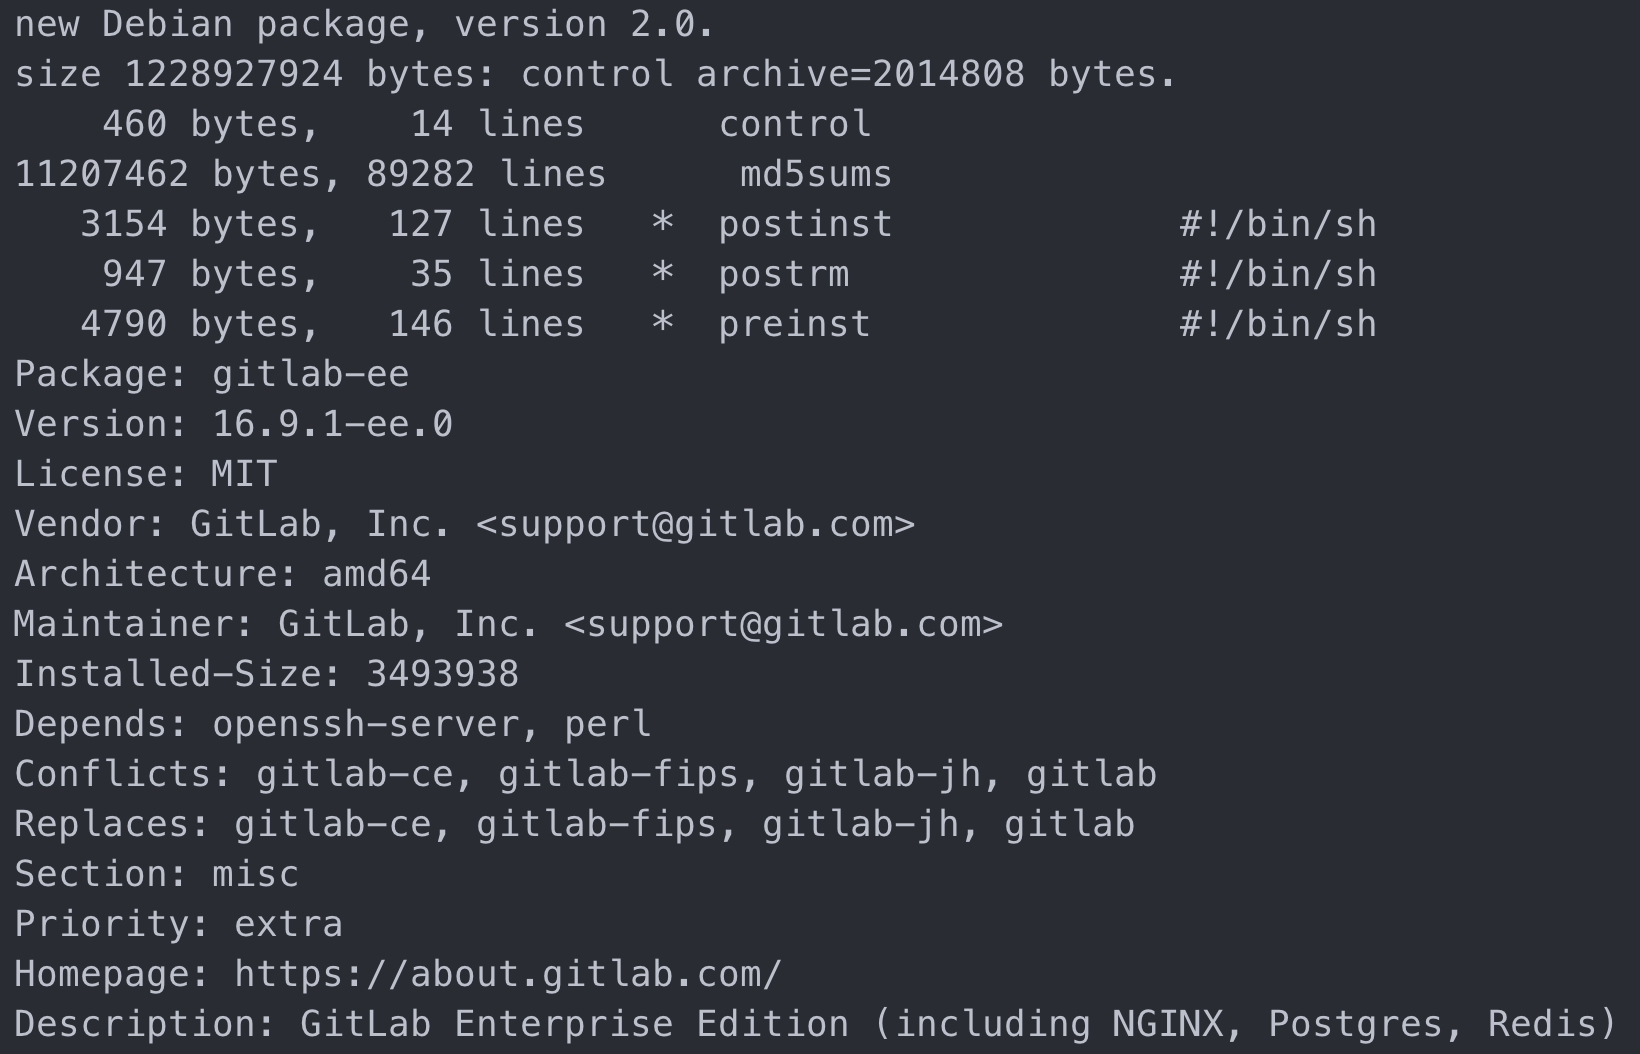 new Debian package, version 2.0.
size 1228927924 bytes: control archive=2014808 bytes.
    460 bytes,    14 lines      control
11207462 bytes, 89282 lines      md5sums
   3154 bytes,   127 lines   *  postinst             #!/bin/sh
    947 bytes,    35 lines   *  postrm               #!/bin/sh
   4790 bytes,   146 lines   *  preinst              #!/bin/sh
Package: gitlab-ee
Version: 16.9.1-ee.0
License: MIT
Vendor: GitLab, Inc. <support@gitlab.com>
Architecture: amd64
Maintainer: GitLab, Inc. <support@gitlab.com>
Installed-Size: 3493938
Depends: openssh-server, perl
Conflicts: gitlab-ce, gitlab-fips, gitlab-jh, gitlab
Replaces: gitlab-ce, gitlab-fips, gitlab-jh, gitlab
Section: misc
Priority: extra
Homepage: https://about.gitlab.com/
Description: GitLab Enterprise Edition (including NGINX, Postgres, Redis)